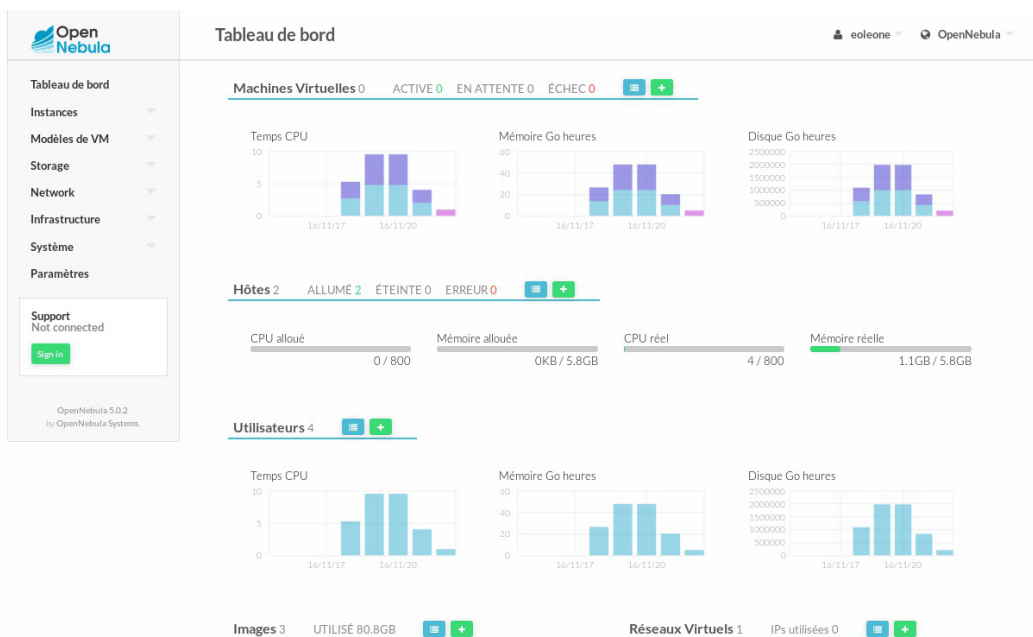 Open
Nebula
Tableau de bord
eoleone
OpenNebula
Tableau de bord
Instances
Modèles de VM
Storage
Network
Infrastructure
Système
Paramètres
Support
Not connected
Sign in
OpenNebula 5.0.2
by OpenNebula Systems.
Machines Virtuelles 0 ACTIVE 0 EN ATTENTE 0 ÉCHEC 0
Temps CPU
10
5
0
16/11/17 16/11/20
Mémoire Go heures
60
40
20
0
16/11/17 16/11/20
Disque Go heures
2500000
2000000
1500000
1000000
500000
0
16/11/17 16/11/20
Hôtes 2 ALLUMÉ 2 ÉTEINTE 0 ERREUR 0
CPU alloué
0 / 800
Mémoire allouée
0KB / 5.8GB
CPU réel
4 / 800
Mémoire réelle
1.1GB / 5.8GB
Utilisateurs 4
Temps CPU
10
5
0
16/11/17 16/11/20
Mémoire Go heures
60
40
20
0
16/11/17 16/11/20
Disque Go heures
2500000
2000000
1500000
1000000
500000
0
16/11/17 16/11/20
Images 3 UTILISÉ 80.8GB
Réseaux Virtuels 1 IPs utilisées 0